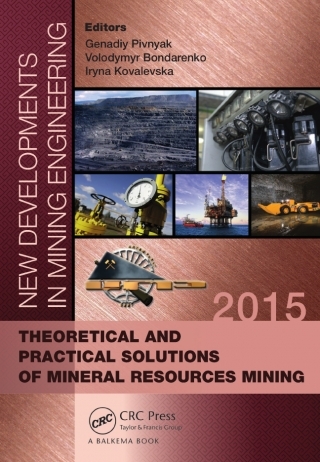 Editors
Genadiy Pivnyak
Volodymyr Bondarenko
Iryna Kovalevska
NEW DEVELOPMENTS
IN MINING ENGINEERING
2015
THEORETICAL AND
PRACTICAL SOLUTIONS
OF MINERAL RESOURCES MINING
CRC
CRC Press
Taylor & Francis Group
A BALKEMA BOOK